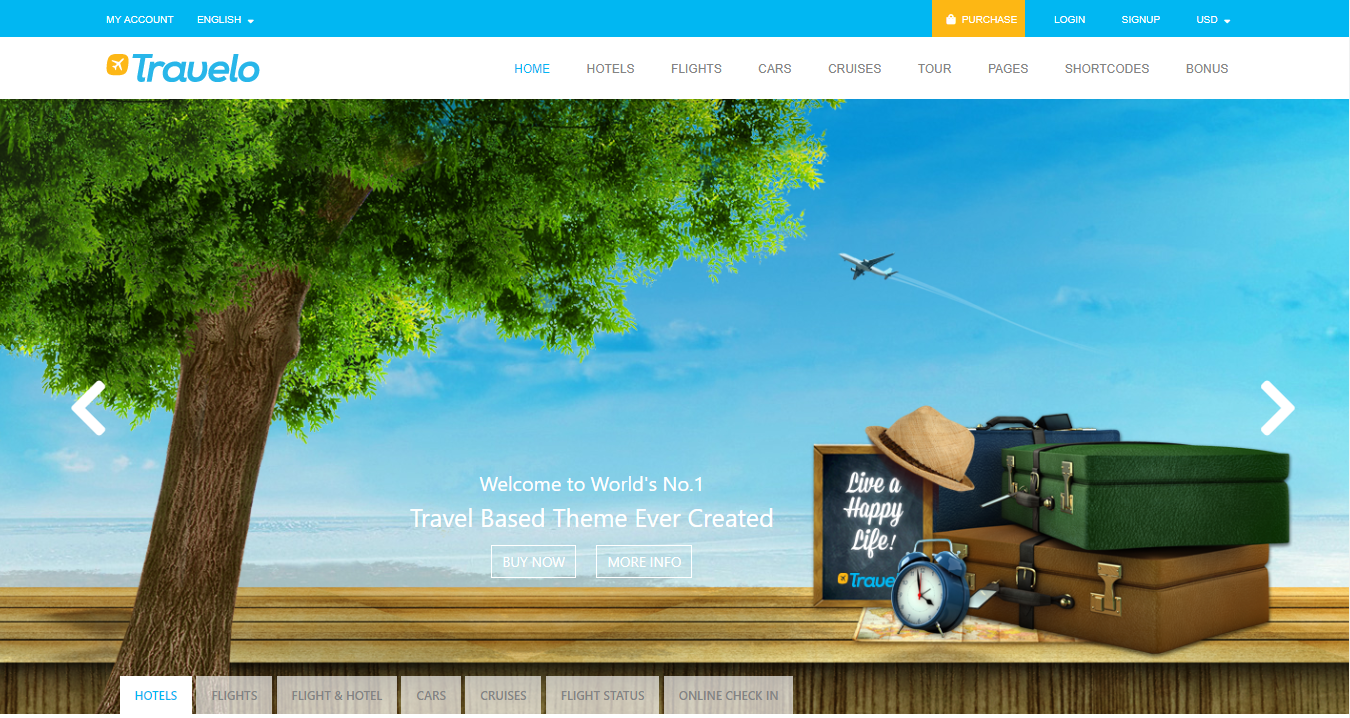 MY ACCOUNT ENGLISH PURCHASE LOGIN SIGNUP USD
Travelo HOME HOTELS FLIGHTS CARS CRUISES TOUR PAGES SHORTCODES BONUS
Live a
Happy
Life!
Welcome to World's No.1
Travel Based Theme Ever Created
BUY NOW MORE INFO
HOTELS FLIGHTS FLIGHT & HOTEL CARS CRUISES FLIGHT STATUS ONLINE CHECK IN